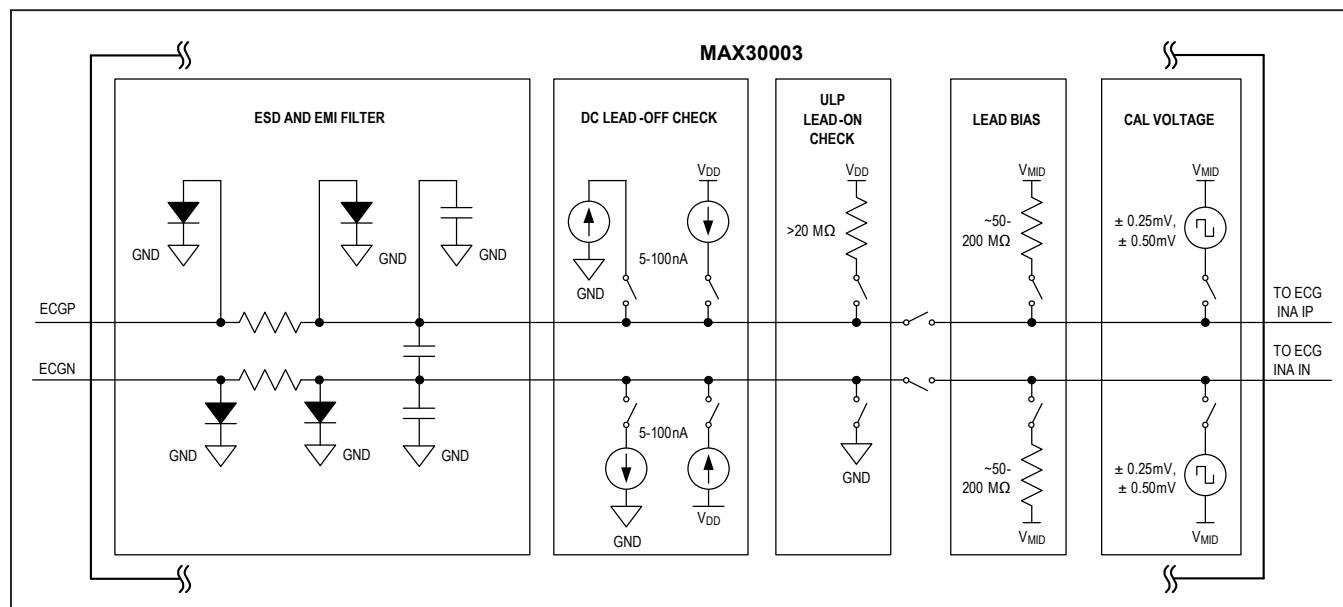 MAX30003
ESD AND EMI FILTER
GND
GND
GND
ECGP
ECGN
GND
GND
GND
DC LEAD-OFF CHECK
VDD
5-100nA
GND
5-100nA
GND
VDD
ULP
LEAD-ON
CHECK
VDD
>20 MΩ
GND
LEAD BIAS
VMID
~50-
200 MΩ
~50-
200 MΩ
VMID
CAL VOLTAGE
VMID
± 0.25mV,
± 0.50mV
± 0.25mV,
± 0.50mV
VMID
TO ECG
INA IP
TO ECG
INA IN